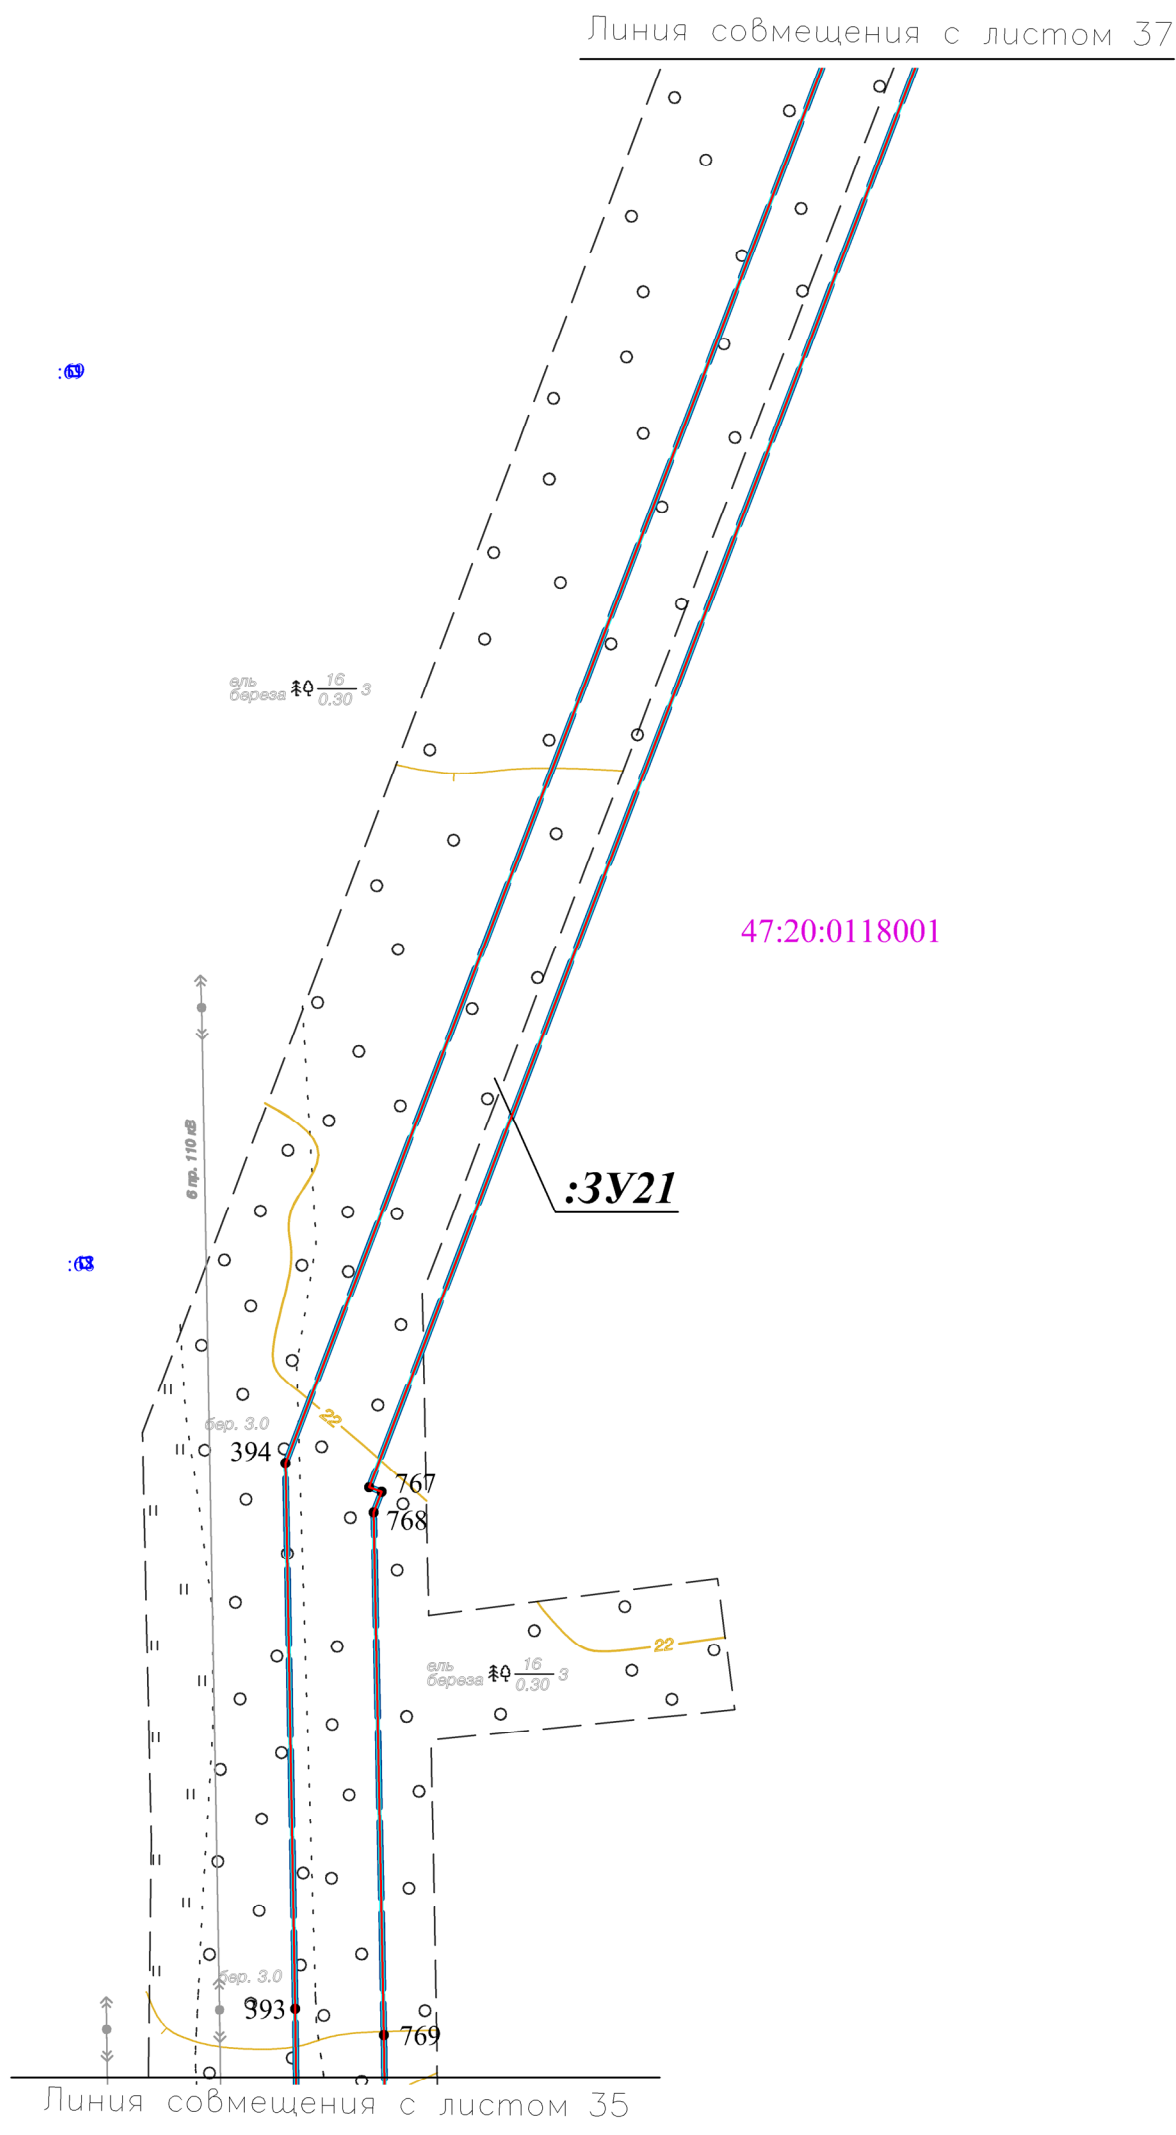 Линия совмещения с листом 37
ель
береза 16 3
0.30
47:20:0118001
6 пр. 110 кВ
:ЗУ21
22
бер. 3.0
394
767
768
22
ель
береза 16 3
0.30
бер. 3.0
393
769
Линия совмещения с листом 35